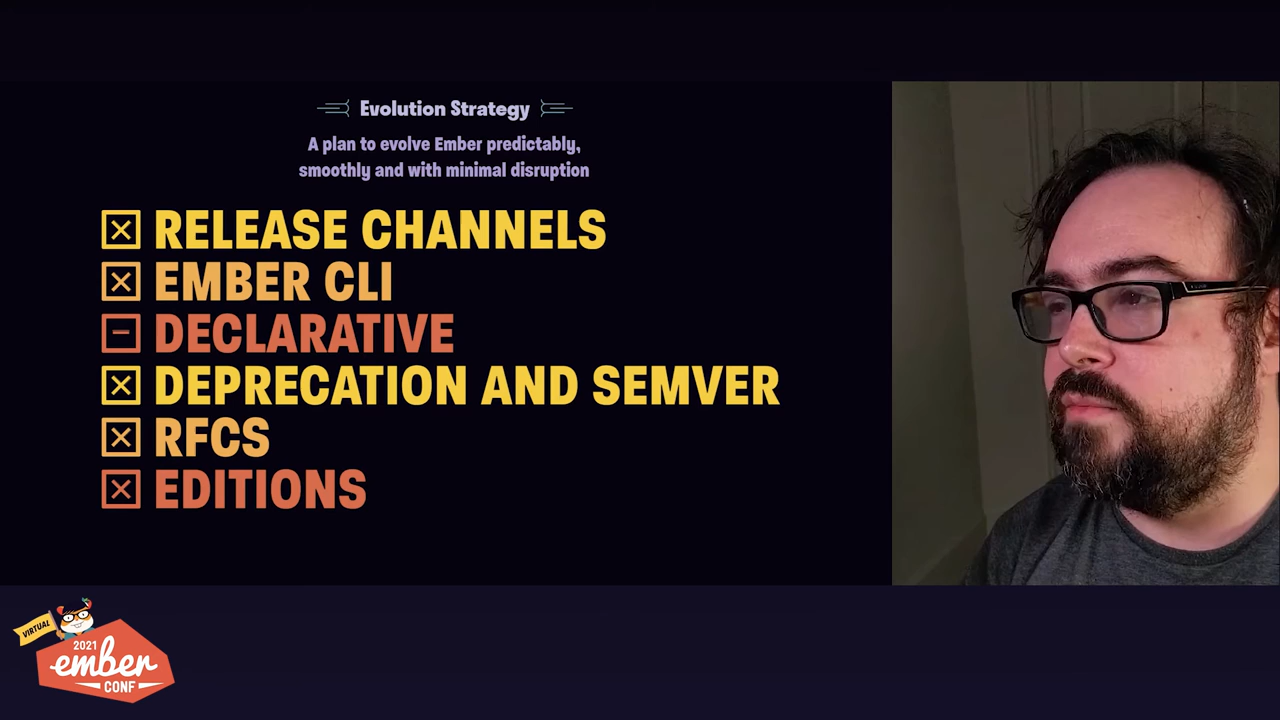 Evolution Strategy
A plan to evolve Ember predictably,
smoothly and with minimal disruption
RELEASE CHANNELS
EMBER CLI
DECLARATIVE
DEPRECATION AND SEMVER
RFCS
EDITIONS
VIRTUAL
2021
ember
CONF